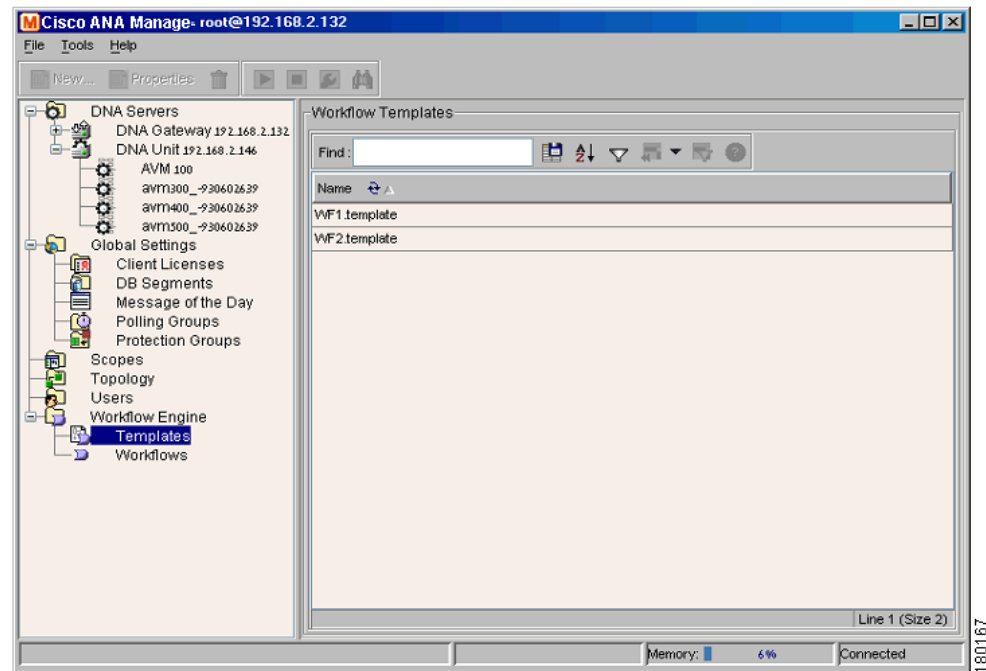 Cisco ANA Manage- root@192.168.2.132
File Tools Help
New... Properties
DNA Servers
DNA Gateway 192.168.2.132
DNA Unit 192.168.2.146
AVM 100
avm300_-930602639
avm400_-930602639
avm500_-930602639
Global Settings
Client Licenses
DB Segments
Message of the Day
Polling Groups
Protection Groups
Scopes
Topology
Users
Workflow Engine
Templates
Workflows
Workflow Templates
Find :
Name
WF1.template
WF2.template
Line 1 (Size 2)
Memory: 6% Connected
180167